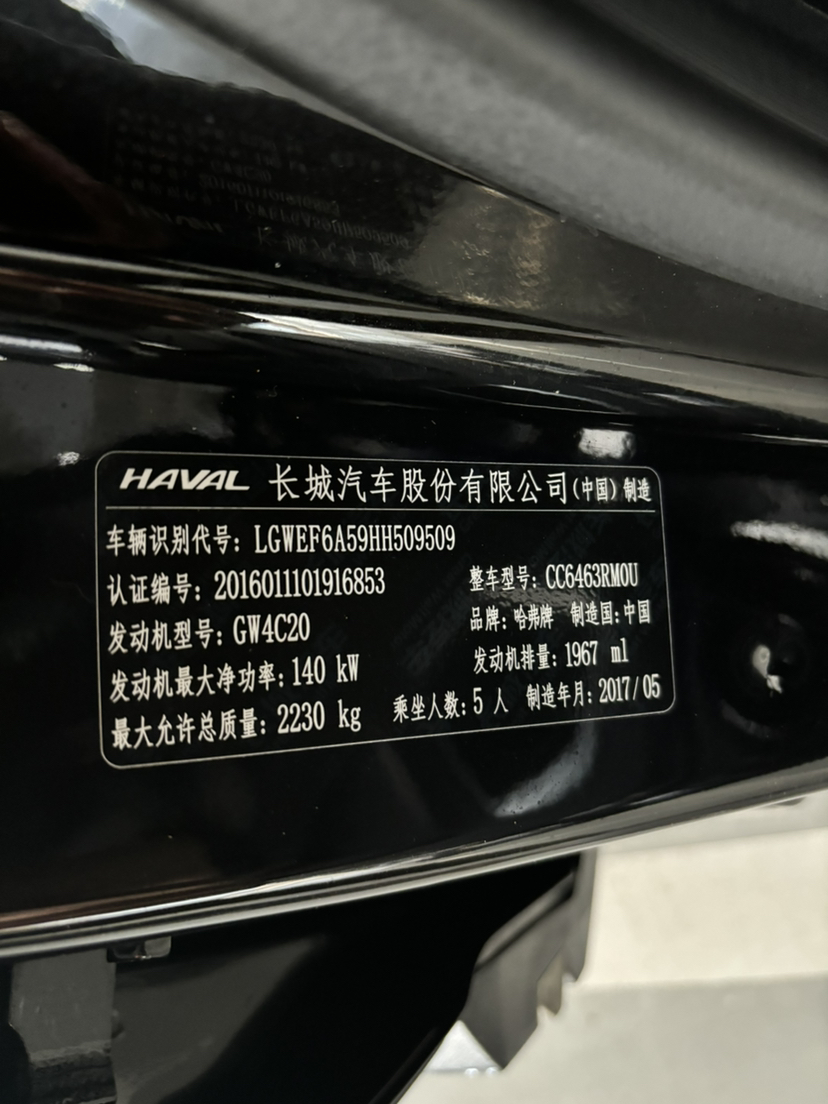 HAVAL 长城汽车股份有限公司(中国)制造
车辆识别代号: LGWEF6A59HH509509
认证编号: 2016011101916853 整车型号: CC6463RM0U
发动机型号: GW4C20 品牌: 哈弗牌 制造国: 中国
发动机最大净功率: 140 kW 发动机排量: 1967 ml
最大允许总质量: 2230 kg 乘坐人数: 5 人 制造年月: 2017/05